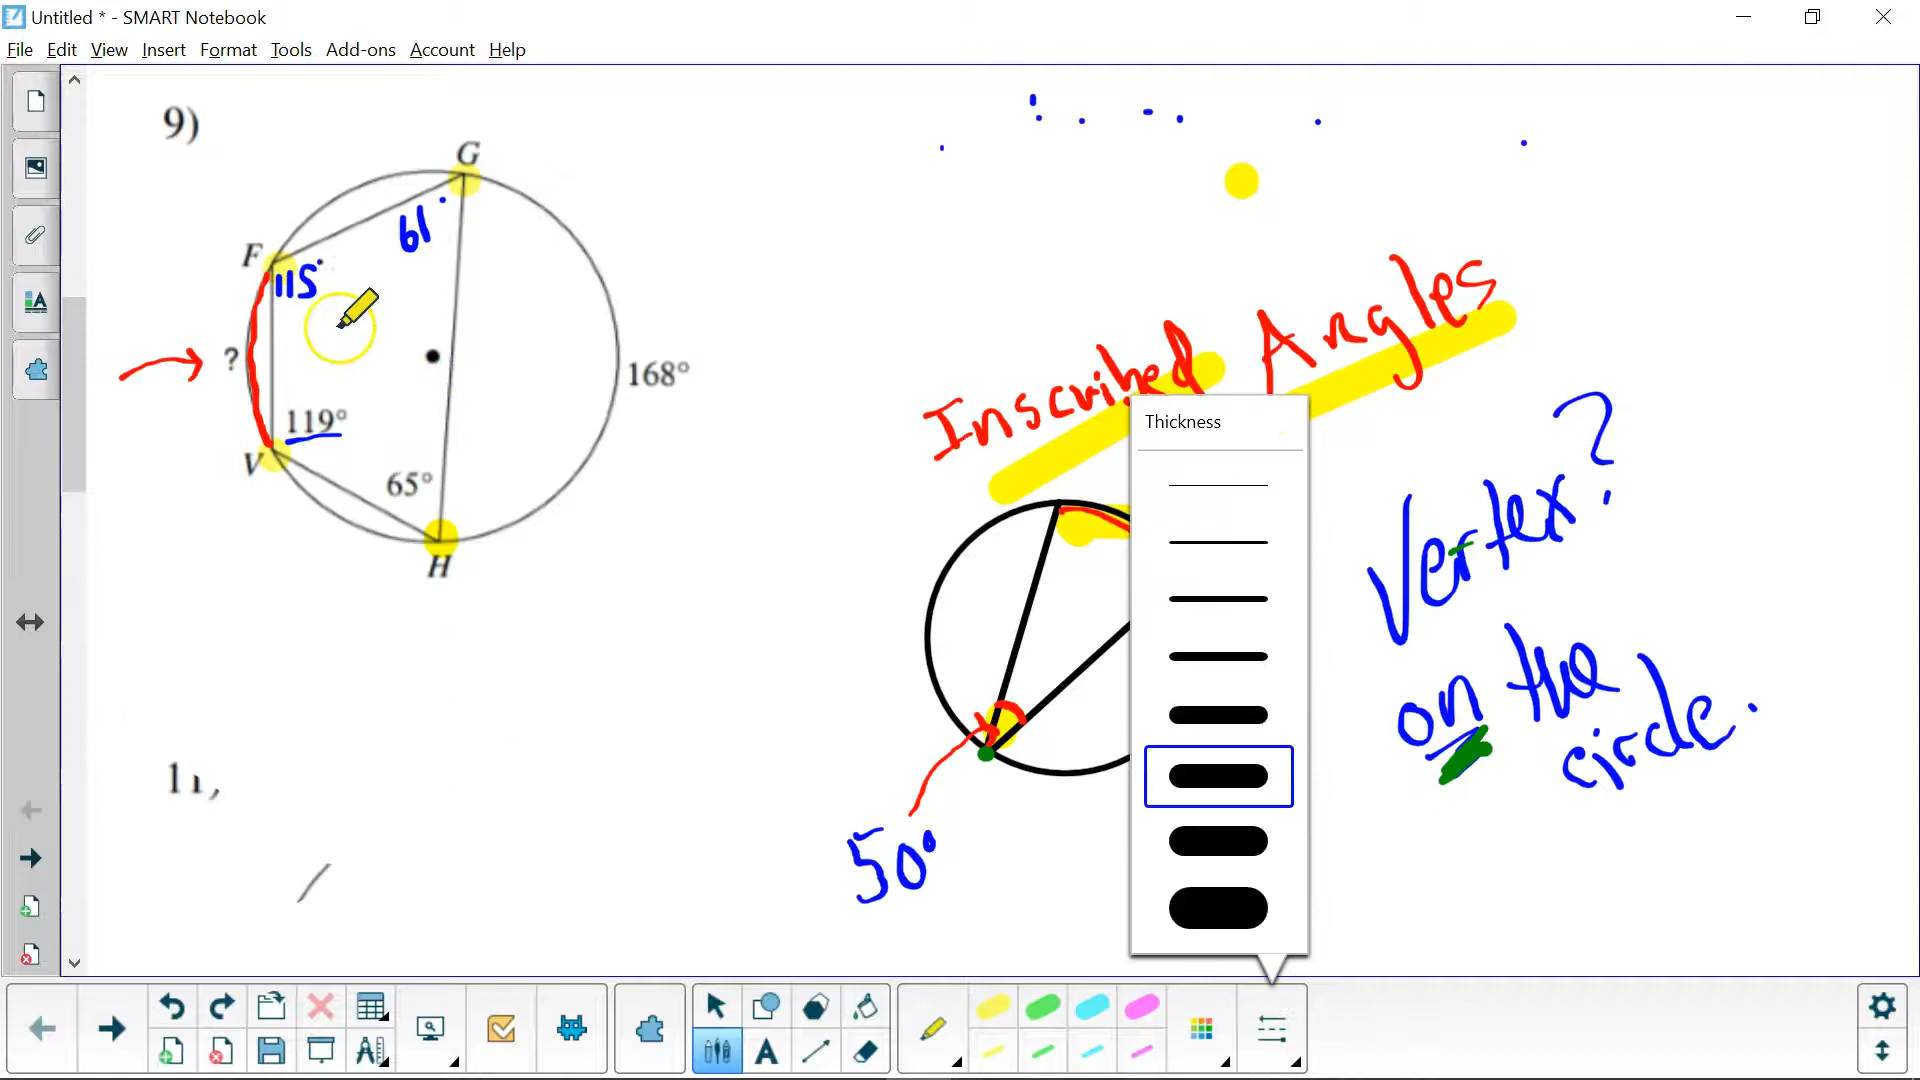 Untitled * - SMART Notebook
File Edit View Insert Format Tools Add-ons Account Help
9)
G
61°
F
115°
?
168°
119°
V
65°
H
Inscribed Angles
Thickness
Vertex?
on the
circle.
50°
11,